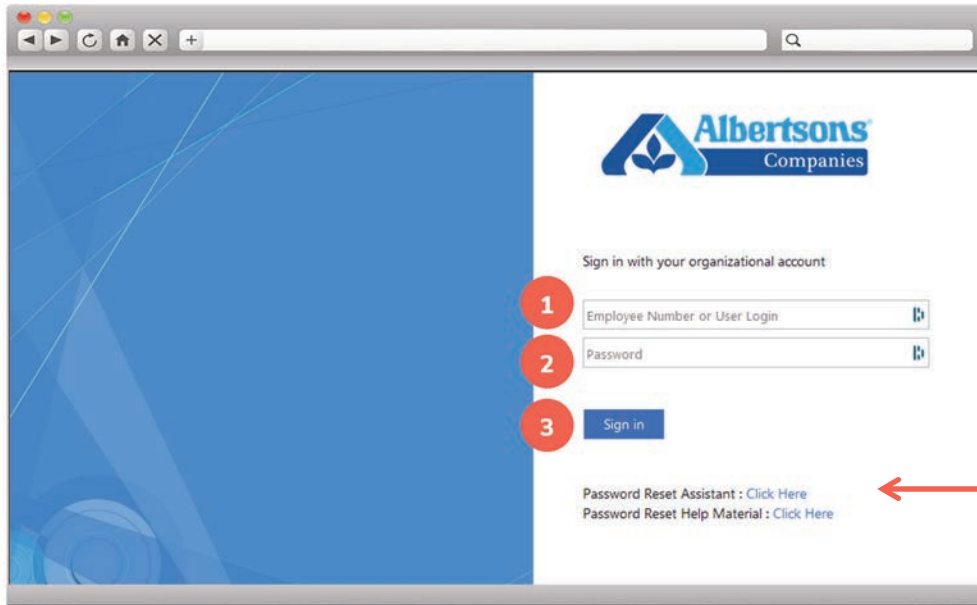 Albertsons
Companies
Sign in with your organizational account
1
Employee Number or User Login
2
Password
3
Sign in
Password Reset Assistant : Click Here
Password Reset Help Material : Click Here